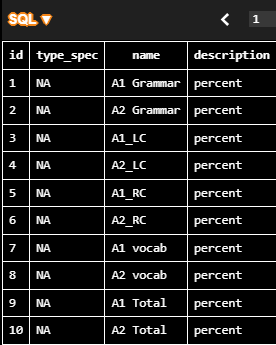 SQL ▼ < 1
id type_spec name description
1 NA A1 Grammar percent
2 NA A2 Grammar percent
3 NA A1_LC percent
4 NA A2_LC percent
5 NA A1_RC percent
6 NA A2_RC percent
7 NA A1 vocab percent
8 NA A2 vocab percent
9 NA A1 Total percent
10 NA A2 Total percent